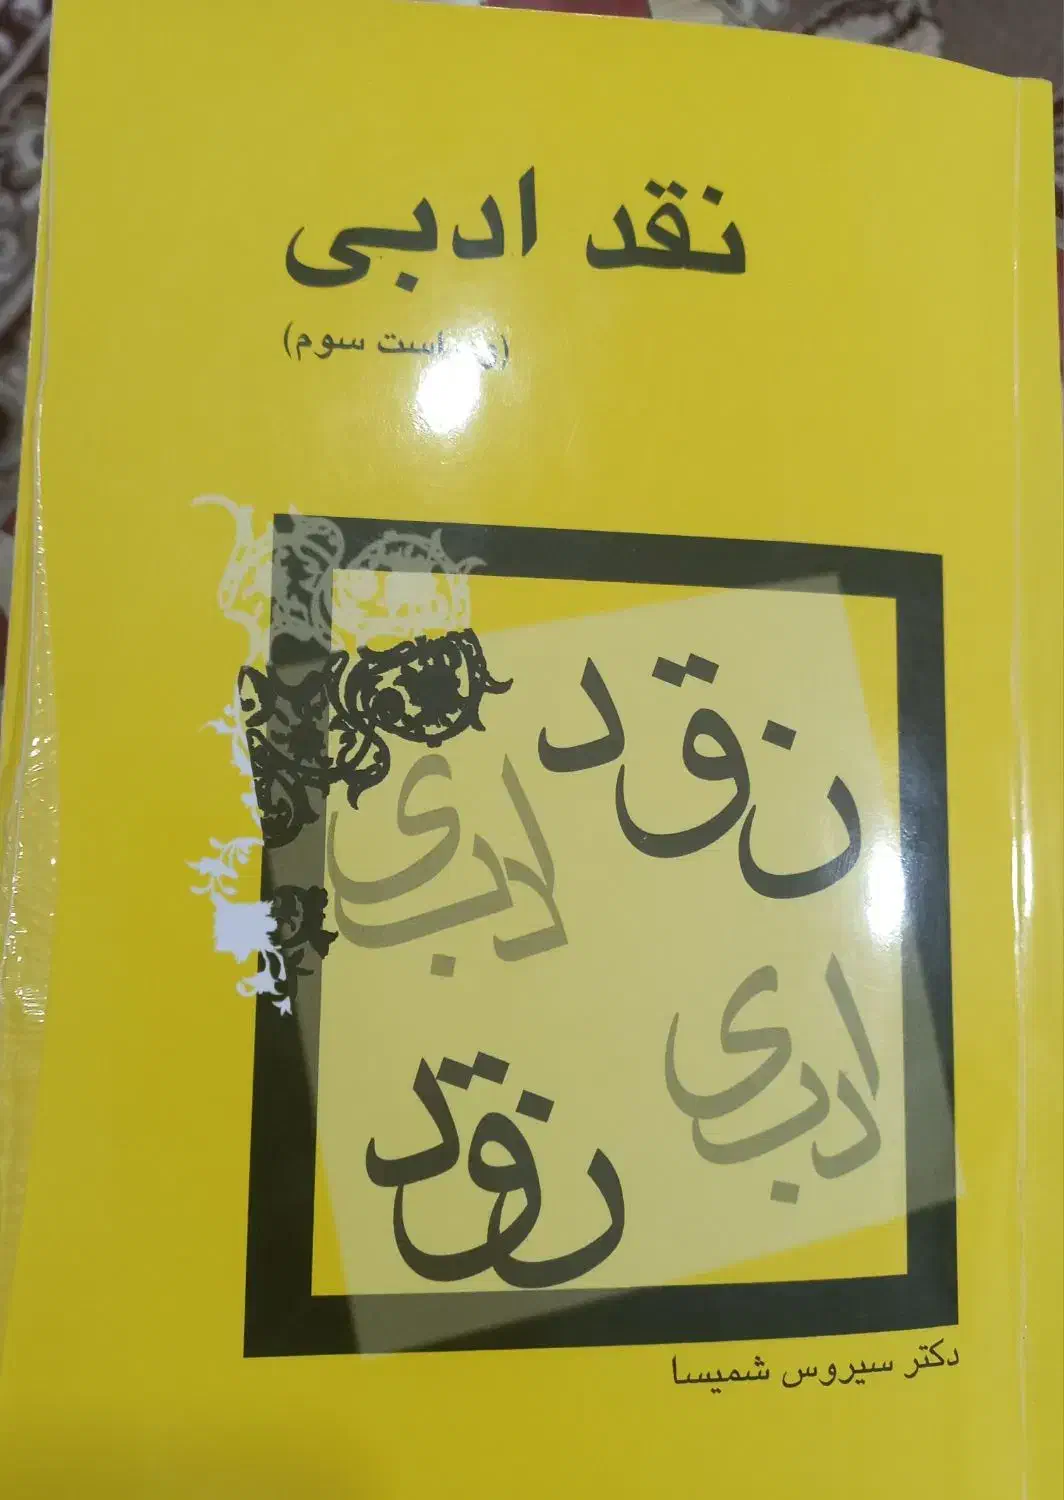 نقد ادبی
سوم)
نقد
ادبی
ادبی
نقد
دکتر سیروس شمیسا